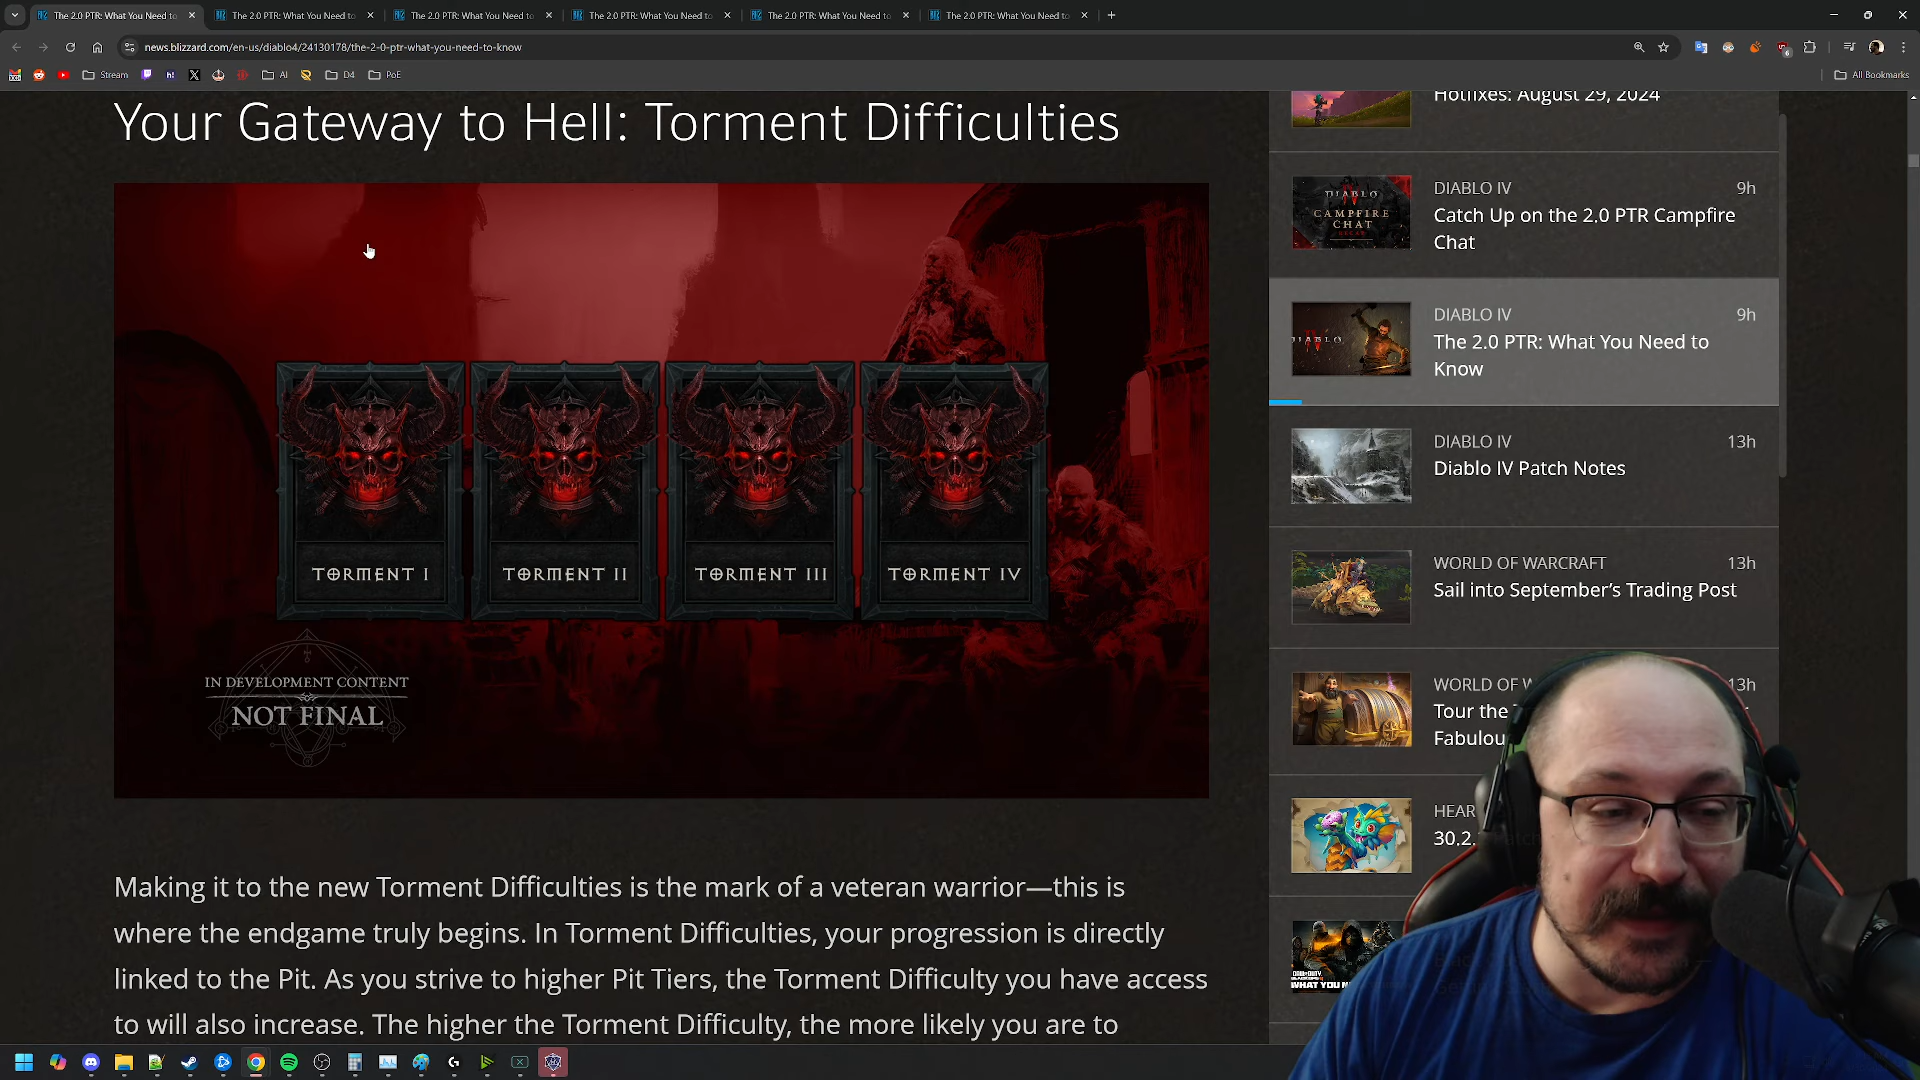 The 2.0 PTR: What You Need to
The 2.0 PTR: What You Need to
The 2.0 PTR: What You Need to
The 2.0 PTR: What You Need to
The 2.0 PTR: What You Need to
The 2.0 PTR: What You Need to
news.blizzard.com/en-us/diablo4/24130178/the-2-0-ptr-what-you-need-to-know
Stream
AI
D4
PoE
All Bookmarks
Your Gateway to Hell: Torment Difficulties
TORMENT I
TORMENT II
TORMENT III
TORMENT IV
IN DEVELOPMENT CONTENT
NOT FINAL
Making it to the new Torment Difficulties is the mark of a veteran warrior—this is
where the endgame truly begins. In Torment Difficulties, your progression is directly
linked to the Pit. As you strive to higher Pit Tiers, the Torment Difficulty you have access
to will also increase. The higher the Torment Difficulty, the more likely you are to
Hotfixes: August 29, 2024
DIABLO IV
9h
Catch Up on the 2.0 PTR Campfire
Chat
DIABLO
CAMPFIRE
CHAT
DIABLO IV
9h
The 2.0 PTR: What You Need to
Know
DIABLO IV
13h
Diablo IV Patch Notes
WORLD OF WARCRAFT
13h
Sail into September's Trading Post
WORLD OF W
13h
Tour the
Fabulou
HEAR
30.2.
WHAT YOU N